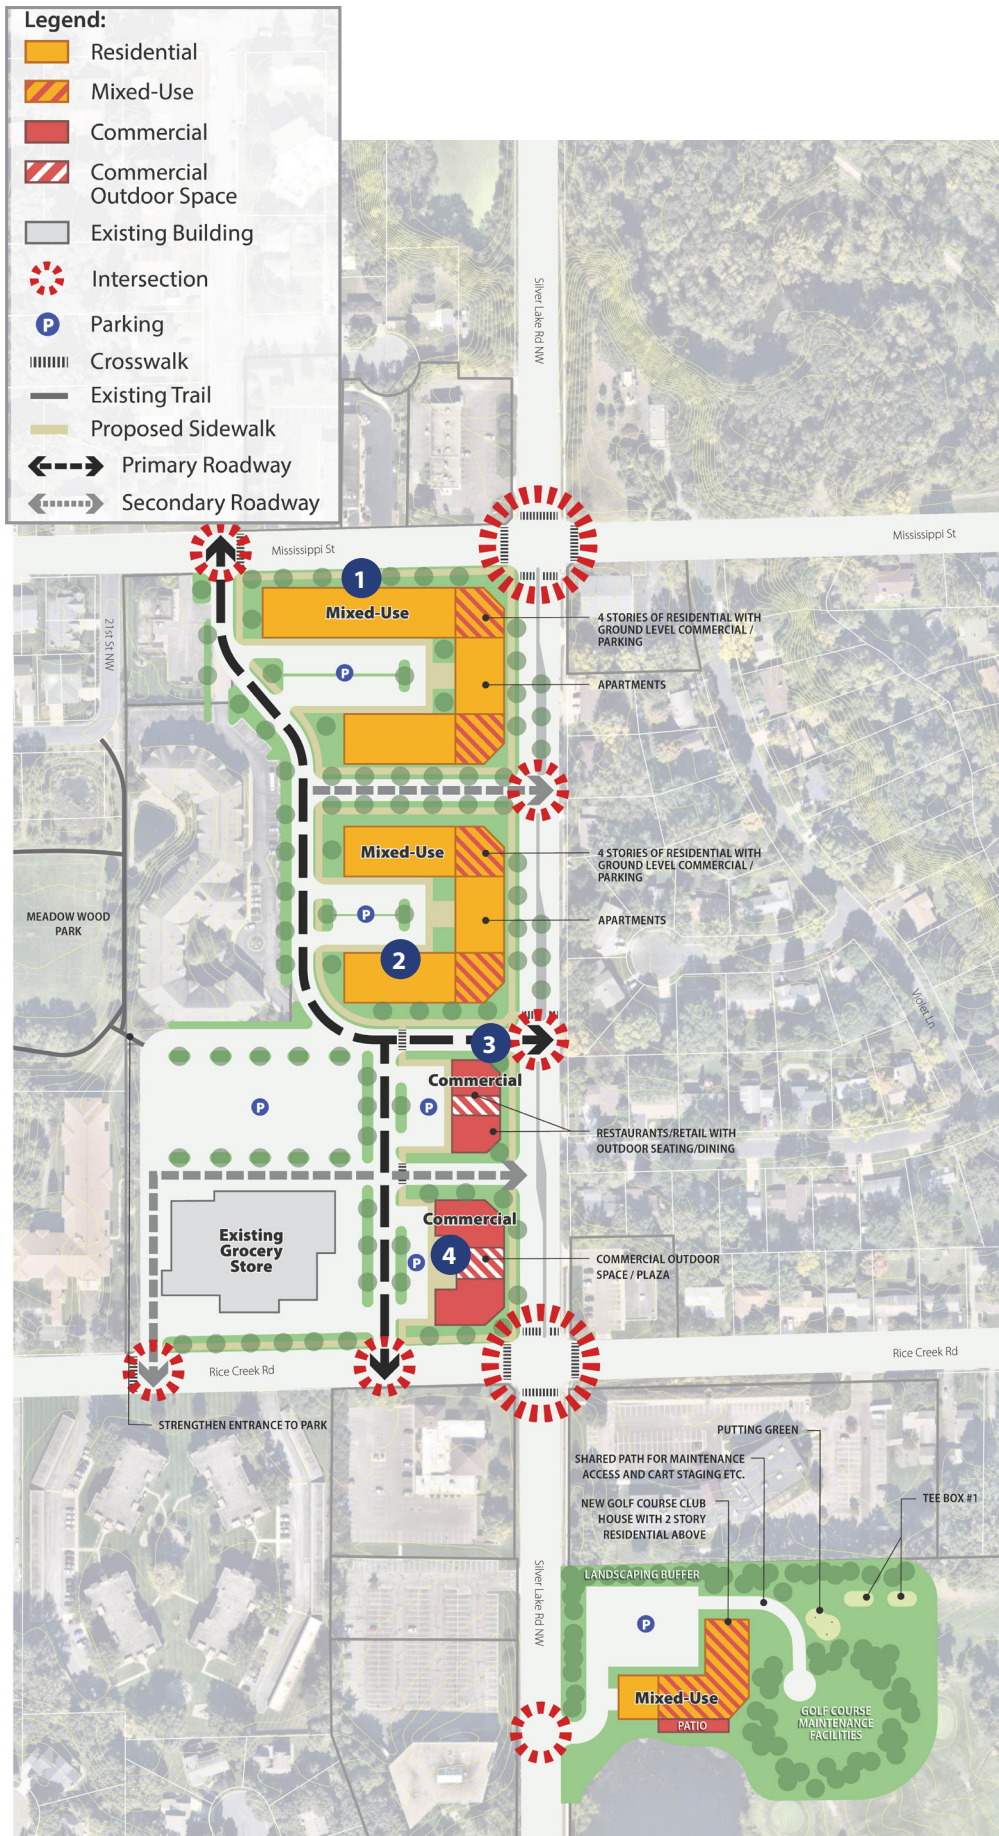 Legend:
Residential
Mixed-Use
Commercial
Commercial
Outdoor Space
Existing Building
Intersection
P
Parking
Crosswalk
Existing Trail
Proposed Sidewalk
Primary Roadway
Secondary Roadway
Silver Lake Rd NW
Mississippi St
Mississippi St
1
Mixed-Use
4 STORIES OF RESIDENTIAL WITH
GROUND LEVEL COMMERCIAL /
PARKING
21st St NW
P
APARTMENTS
Mixed-Use
4 STORIES OF RESIDENTIAL WITH
GROUND LEVEL COMMERCIAL /
PARKING
MEADOW WOOD
PARK
P
APARTMENTS
2
Violet Ln
3
Commercial
P
P
RESTAURANTS/RETAIL WITH
OUTDOOR SEATING/DINING
Commercial
Existing
Grocery
Store
4
P
COMMERCIAL OUTDOOR
SPACE / PLAZA
Rice Creek Rd
Rice Creek Rd
STRENGTHEN ENTRANCE TO PARK
PUTTING GREEN
SHARED PATH FOR MAINTENANCE
ACCESS AND CART STAGING ETC.
TEE BOX #1
NEW GOLF COURSE CLUB
HOUSE WITH 2 STORY
RESIDENTIAL ABOVE
Silver Lake Rd NW
LANDSCAPING BUFFER
P
Mixed-Use
PATIO
GOLF COURSE
MAINTENANCE
FACILITIES